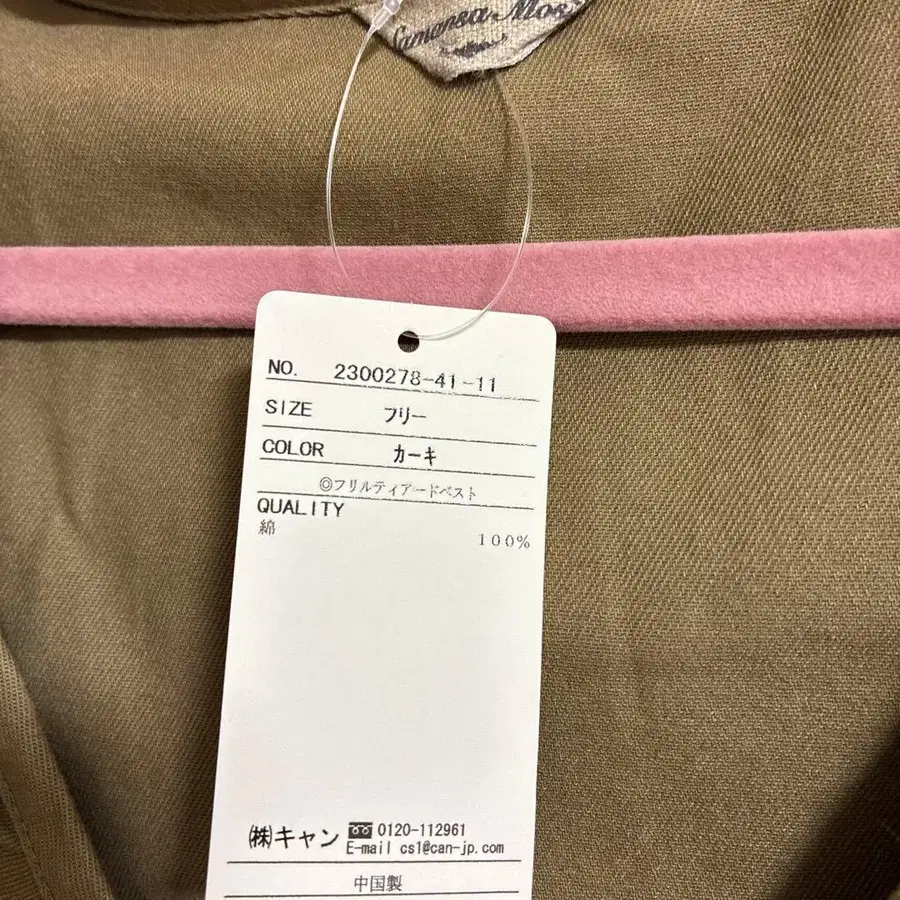 Samansa Mos
NO. 2300278-41-11
SIZE フリー
COLOR カーキ
◎フリルティアードベスト
QUALITY
綿 100%
㈱キャン 0120-112961
E-mail cs1@can-jp.com
中国製